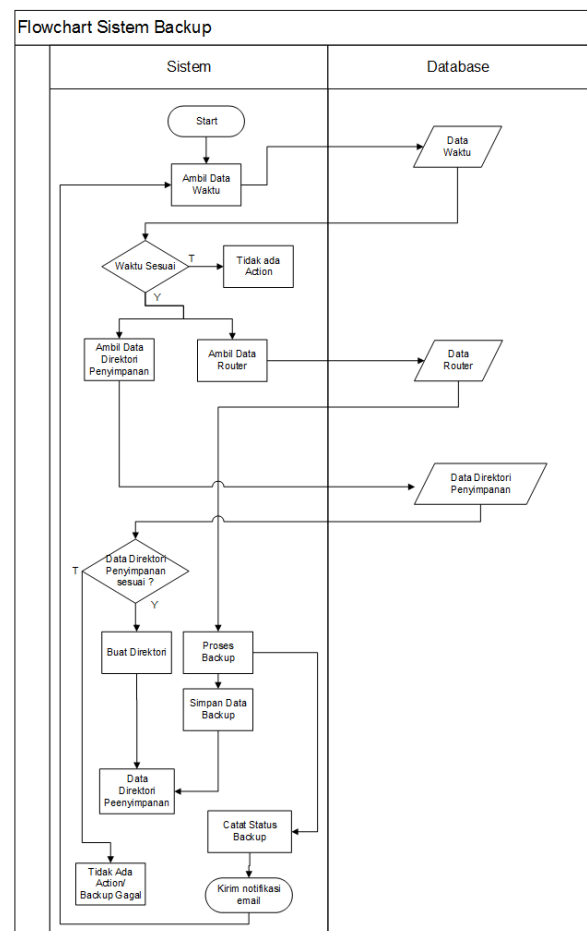 Flowchart Sistem Backup
Sistem
Database
Start
Data
Waktu
Ambil Data
Waktu
Waktu Sesuai
T
Tidak ada
Action
Y
Ambil Data
Direktori
Penyimpanan
Ambil Data
Router
Data
Router
Data Direktori
Penyimpanan
Data Direktori
Penyimpanan
sesuai ?
T
Y
Buat Direktori
Proses
Backup
Simpan Data
Backup
Data
Direktori
Peenyimpanan
Catat Status
Backup
Tidak Ada
Action/
Backup Gagal
Kirim notifikasi
email